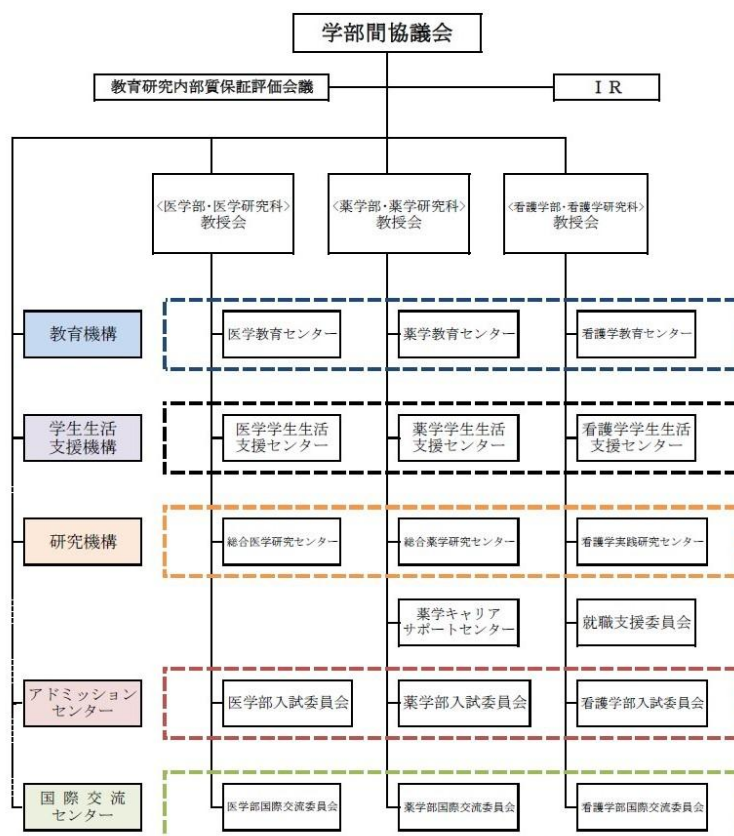 学部間協議会
教育研究内部質保証評価会議
ＩＲ
〈医学部・医学研究科〉
教授会
〈薬学部・薬学研究科〉
教授会
〈看護学部・看護学研究科〉
教授会
教育機構
医学教育センター
薬学教育センター
看護学教育センター
学生生活
支援機構
医学学生生活
支援センター
薬学学生生活
支援センター
看護学学生生活
支援センター
研究機構
総合医学研究センター
総合薬学研究センター
看護学実践研究センター
薬学キャリア
サポートセンター
就職支援委員会
アドミッション
センター
医学部入試委員会
薬学部入試委員会
看護学部入試委員会
国際交流
センター
医学部国際交流委員会
薬学部国際交流委員会
看護学部国際交流委員会